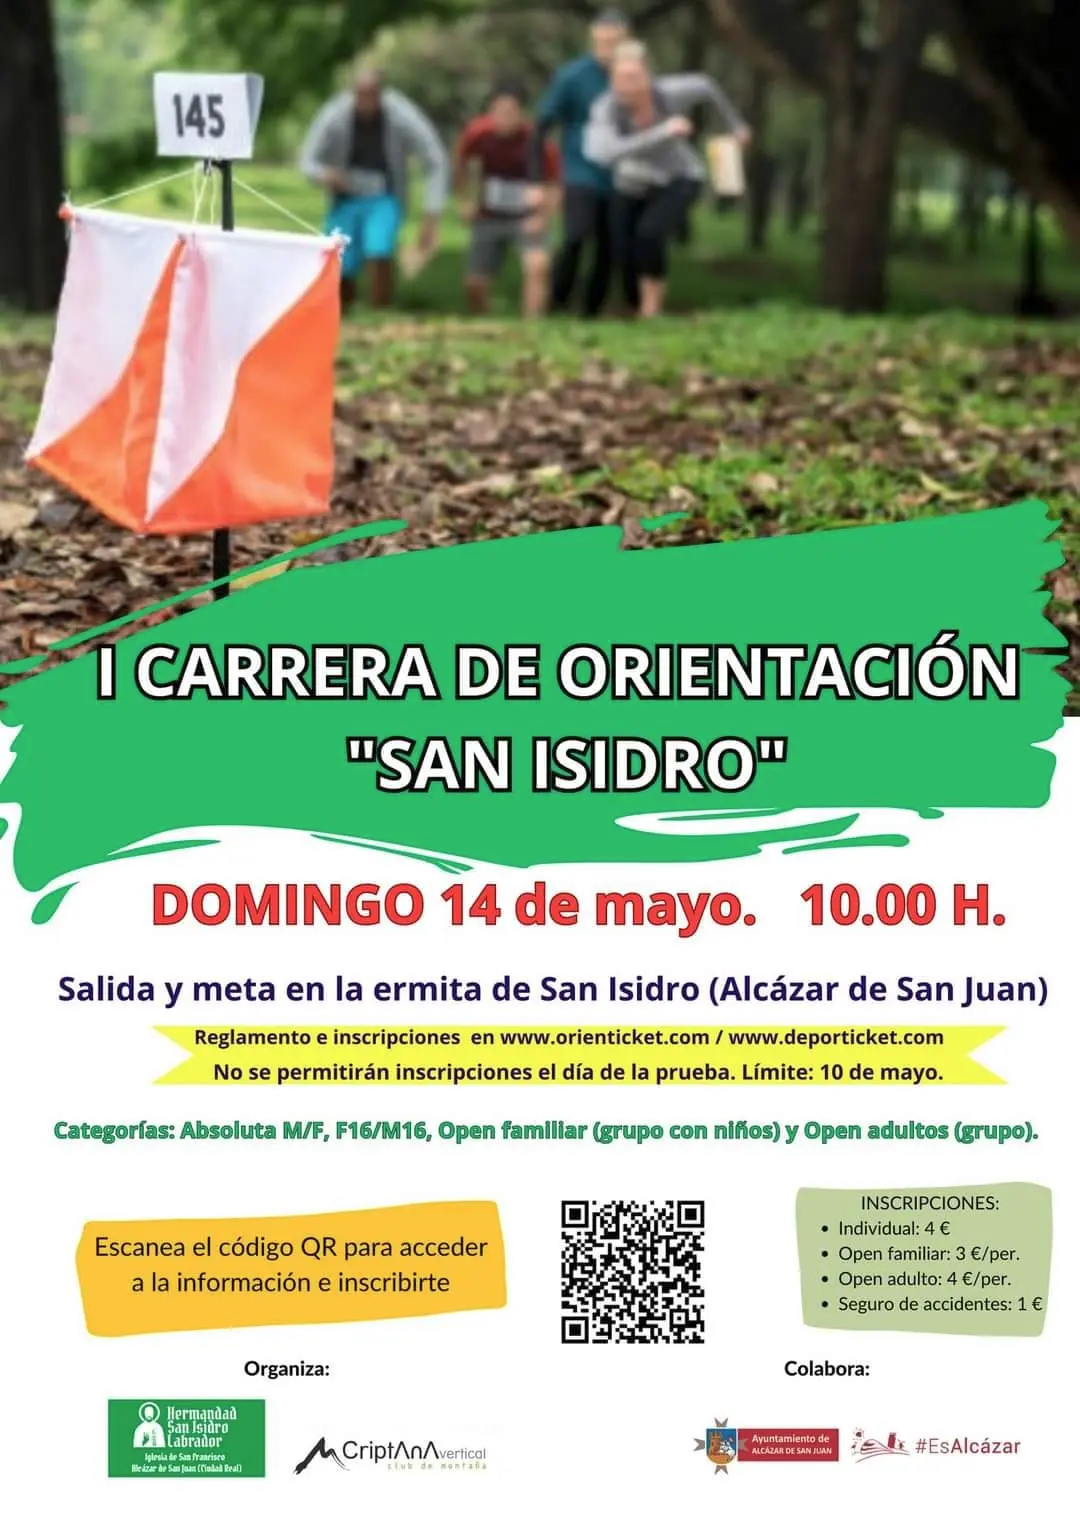 145
I CARRERA DE ORIENTACIÓN
"SAN ISIDRO"
DOMINGO 14 de mayo. 10.00 H.
Salida y meta en la ermita de San Isidro (Alcázar de San Juan)
Reglamento e inscripciones en www.orienticket.com / www.deporticket.com
No se permitirán inscripciones el día de la prueba. Límite: 10 de mayo.
Categorías: Absoluta M/F, F16/M16, Open familiar (grupo con niños) y Open adultos (grupo).
Escanea el código QR para acceder
a la información e inscribirte
INSCRIPCIONES:
• Individual: 4 €
• Open familiar: 3 €/per.
• Open adulto: 4 €/per.
• Seguro de accidentes: 1 €
Organiza:
Hermandad
San Isidro
Labrador
Iglesia de San Francisco
Alcázar de San Juan (Ciudad Real)
CriptAnA vertical
club de montaña
Colabora:
Ayuntamiento de
ALCÁZAR DE SAN JUAN
#EsAlcázar